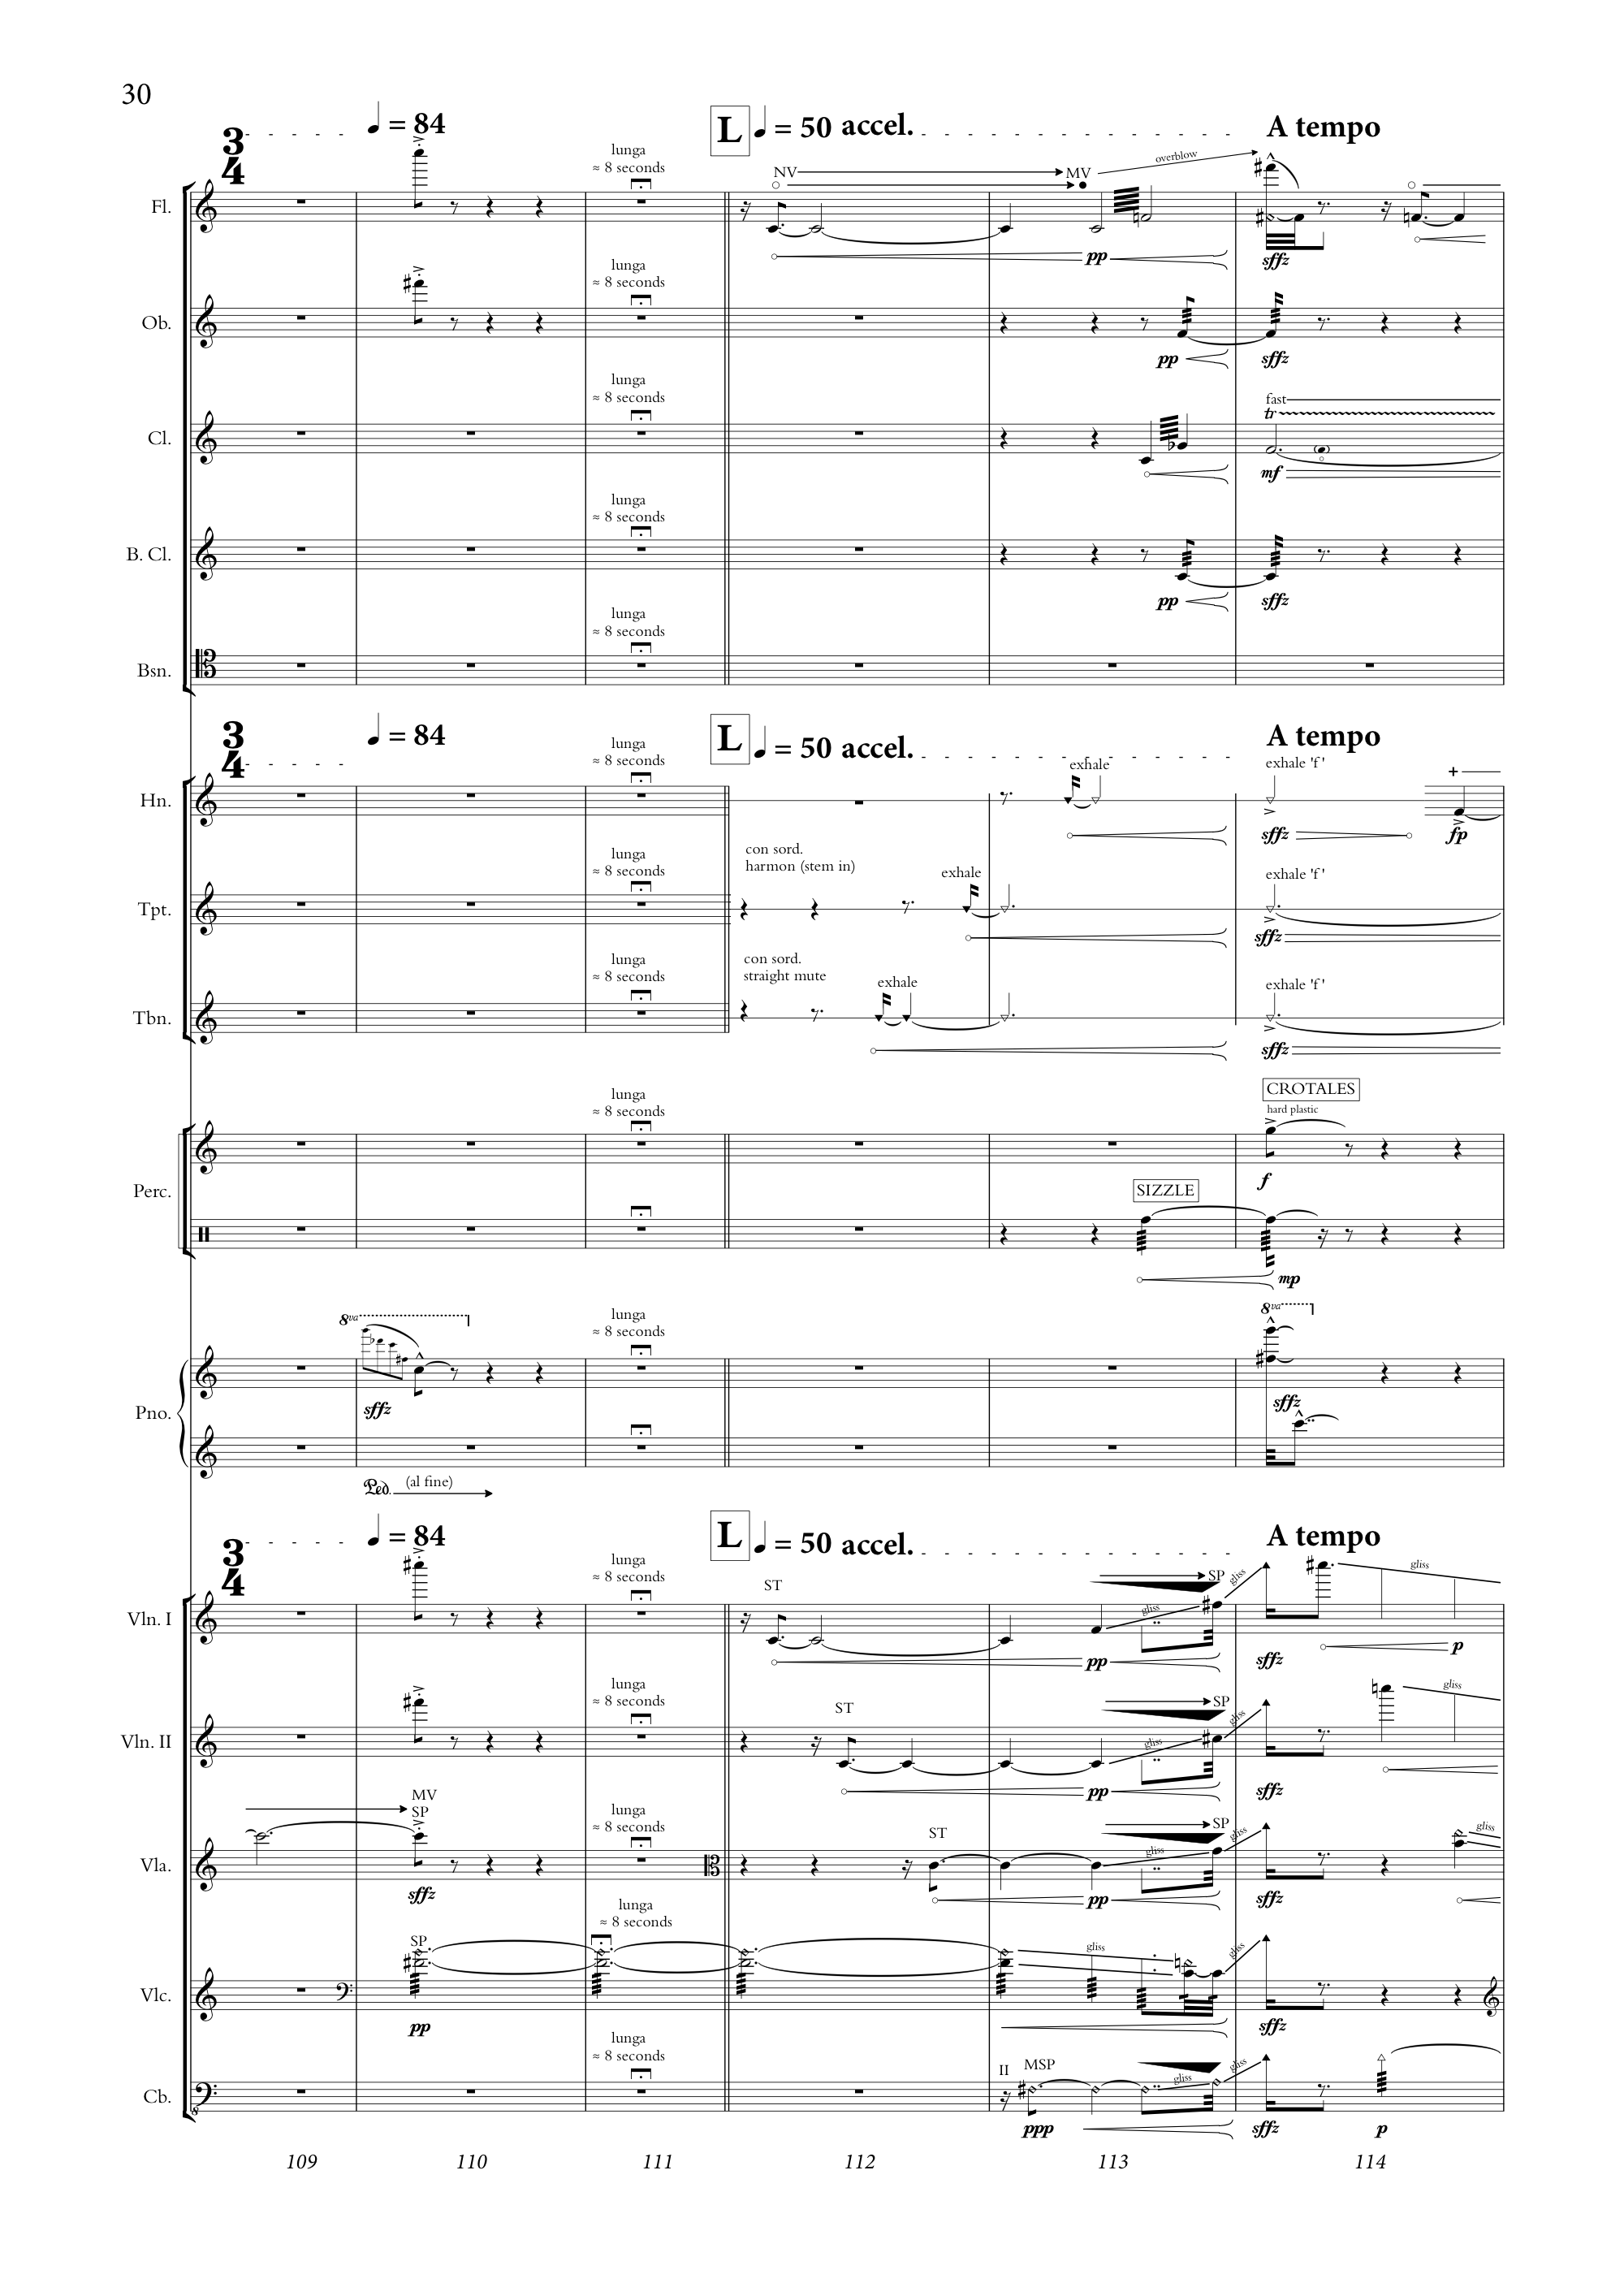 30
3
4
♩ = 84
L ♩ = 50 accel.
A tempo
Fl.
lunga
≈ 8 seconds
NV
MV
overblow
pp
sffz
Ob.
lunga
≈ 8 seconds
pp
sffz
Cl.
lunga
≈ 8 seconds
fast
tr
mf
B. Cl.
lunga
≈ 8 seconds
pp
sffz
Bsn.
lunga
≈ 8 seconds
3
4
♩ = 84
L ♩ = 50 accel.
A tempo
Hn.
lunga
≈ 8 seconds
exhale
exhale 'f '
+
sffz
fp
Tpt.
lunga
≈ 8 seconds
con sord.
harmon (stem in)
exhale
exhale 'f '
sffz
Tbn.
lunga
≈ 8 seconds
con sord.
straight mute
exhale
exhale 'f '
sffz
Perc.
lunga
≈ 8 seconds
CROTALES
hard plastic
f
SIZZLE
mp
Pno.
8va
sffz
lunga
≈ 8 seconds
8va
sffz
Ped.
(al fine)
3
4
♩ = 84
L ♩ = 50 accel.
A tempo
Vln. I
lunga
≈ 8 seconds
ST
pp
gliss
SP
gliss
sffz
gliss
p
Vln. II
lunga
≈ 8 seconds
ST
pp
gliss
SP
gliss
sffz
gliss
Vla.
MV
SP
sffz
lunga
≈ 8 seconds
ST
pp
gliss
SP
gliss
sffz
gliss
Vlc.
SP
pp
lunga
≈ 8 seconds
gliss
gliss
sffz
Cb.
lunga
≈ 8 seconds
II
MSP
ppp
gliss
gliss
sffz
p
8
109 110 111 112 113 114